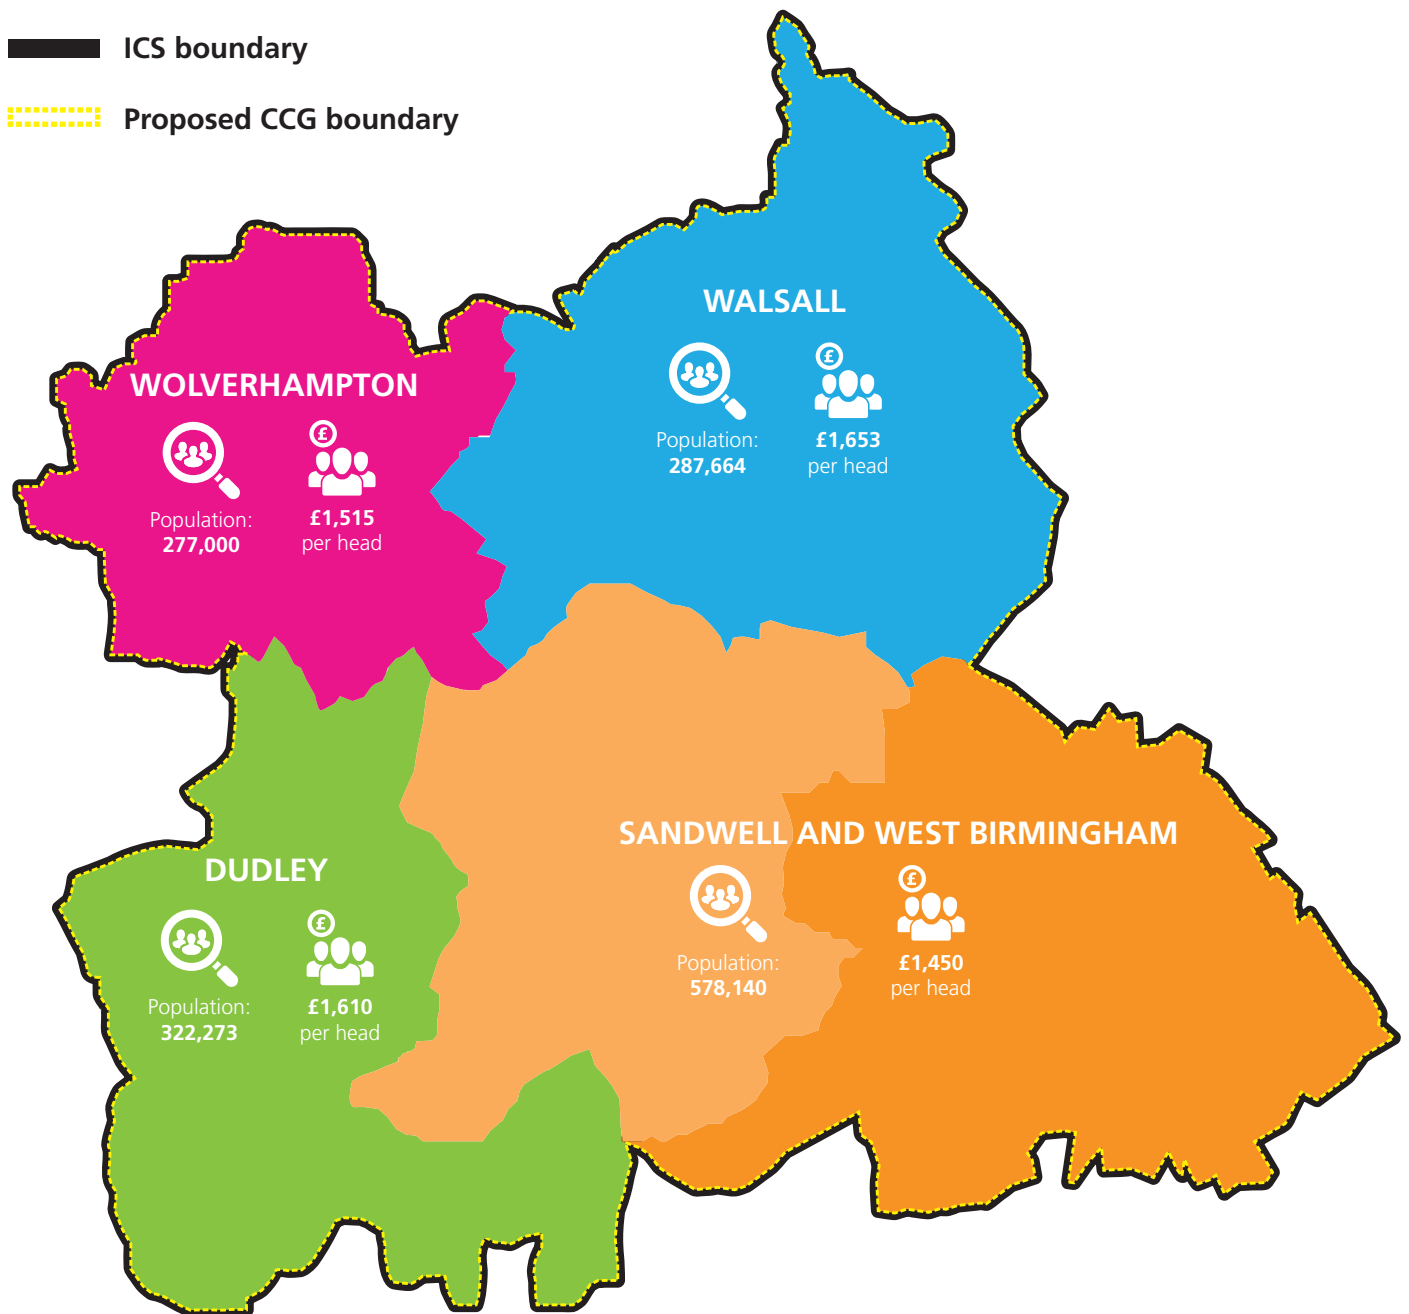 ICS boundary
Proposed CCG boundary
WALSALL
£
Population:
287,664
£1,653
per head
WOLVERHAMPTON
£
Population:
277,000
£1,515
per head
SANDWELL AND WEST BIRMINGHAM
£
Population:
578,140
£1,450
per head
DUDLEY
£
Population:
322,273
£1,610
per head